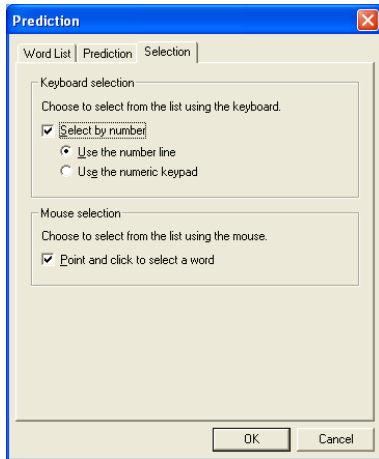 Prediction
Word List Prediction Selection
Keyboard selection
Choose to select from the list using the keyboard.
Select by number
Use the number line
Use the numeric keypad
Mouse selection
Choose to select from the list using the mouse.
Point and click to select a word
OK Cancel